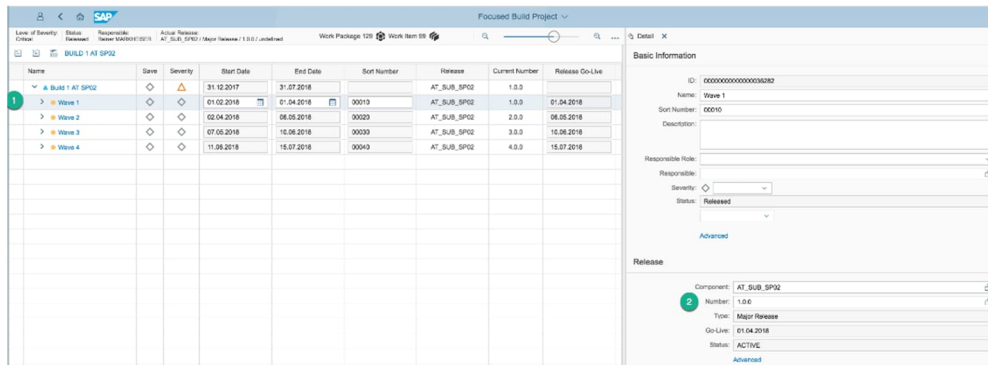 SAP Focused Build Project
Level of Severity: Status: Responsible: Actual Release:
Critical Released Rainer MARKHEISER AT_SUB_SP02 / Major Release / 1.0.0 / undefined Work Package 129 Work Item 99 ... Detail
BUILD 1 AT SP02
Basic Information
Name Save Severity Start Date End Date Sort Number Release Current Number Release Go-Live
ID: 00000000000000036282
Build 1 AT SP02 31.12.2017 31.07.2018 AT_SUB_SP02 1.0.0
Name: Wave 1
1 Wave 1 01.02.2018 01.04.2018 00010 AT_SUB_SP02 1.0.0 01.04.2018
Sort Number: 00010
Wave 2 02.04.2018 06.05.2018 00020 AT_SUB_SP02 2.0.0 06.05.2018
Description:
Wave 3 07.05.2018 10.06.2018 00030 AT_SUB_SP02 3.0.0 10.06.2018
Wave 4 11.06.2018 15.07.2018 00040 AT_SUB_SP02 4.0.0 15.07.2018
Responsible Role:
Responsible:
Severity:
Status: Released
Advanced
Release
Component: AT_SUB_SP02
2 Number: 1.0.0
Type: Major Release
Go-Live: 01.04.2018
Status: ACTIVE
Advanced